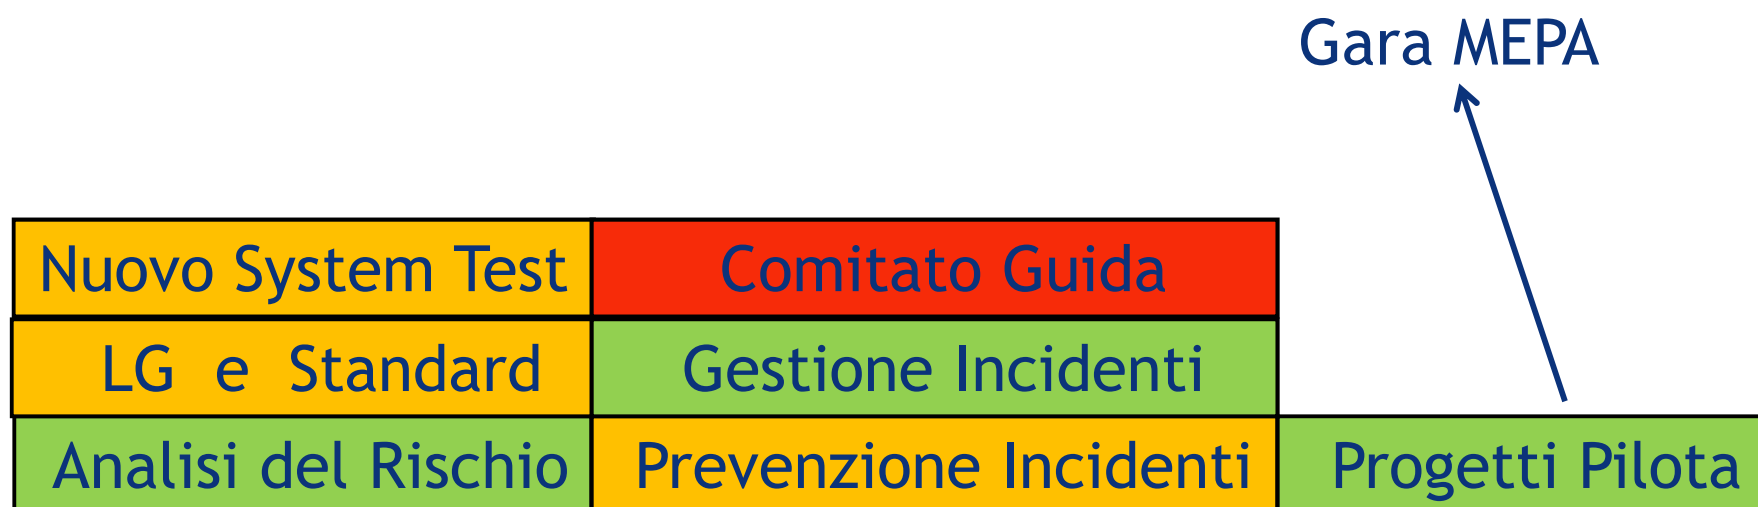 Gara MEPA
Nuovo System Test
Comitato Guida
LG e Standard
Gestione Incidenti
Analisi del Rischio
Prevenzione Incidenti
Progetti Pilota